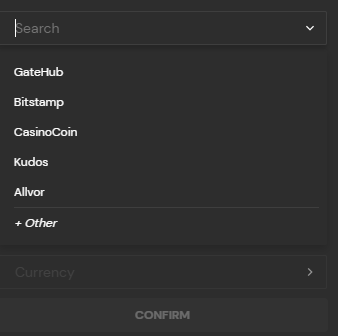 Search
GateHub
Bitstamp
CasinoCoin
Kudos
Allvor
+ Other
Currency
CONFIRM